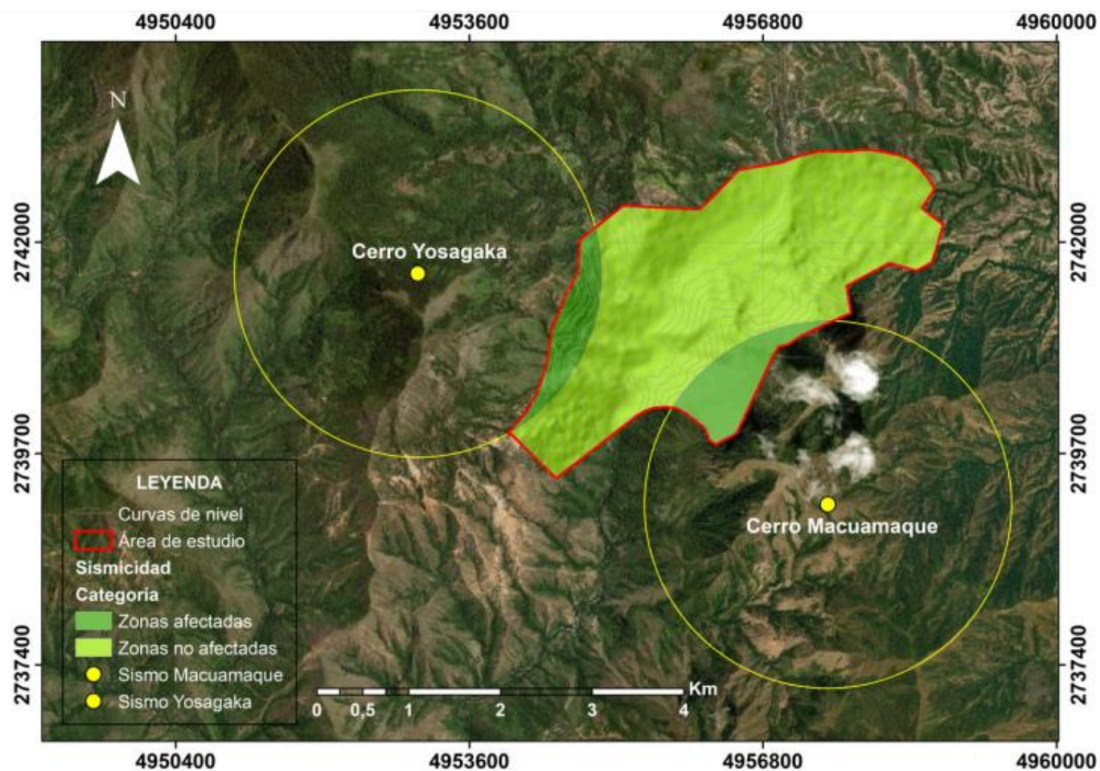 4950400 4953600 4956800 4960000
N
2742000
2742000
Cerro Yosagaka
2739700
2739700
Cerro Macuamaque
LEYENDA
Curvas de nivel
Área de estudio
Sismicidad
Categoría
Zonas afectadas
Zonas no afectadas
Sismo Macuamaque
Sismo Yosagaka
2737400
2737400
Km
0 0,5 1 2 3 4
4950400 4953600 4956800 4960000